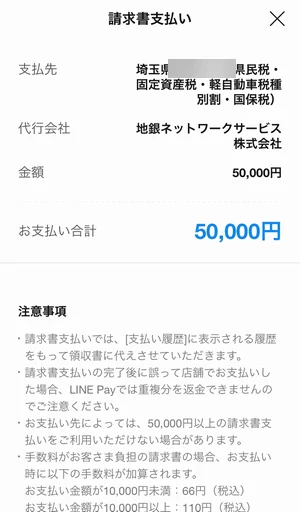 請求書支払い
支払先
埼玉県 県民税・
固定資産税・軽自動車税種
別割・国保税）
代行会社
地銀ネットワークサービス
株式会社
金額
50,000円
お支払い合計
50,000円
注意事項
・請求書支払いでは、[支払い履歴]に表示される履歴
をもって領収書に代えさせていただきます。
・請求書支払いの完了後に誤って店舗でお支払いし
た場合、LINE Payでは重複分を返金できませんの
でご注意ください。
・お支払い先によっては、50,000円以上の請求書支
払いをご利用いただけない場合があります。
・手数料がお客さま負担の請求書の場合、お支払い
時に以下の手数料が加算されます。
お支払い金額が10,000円未満：66円（税込）
お支払い金額が10,000円以上：110円（税込）